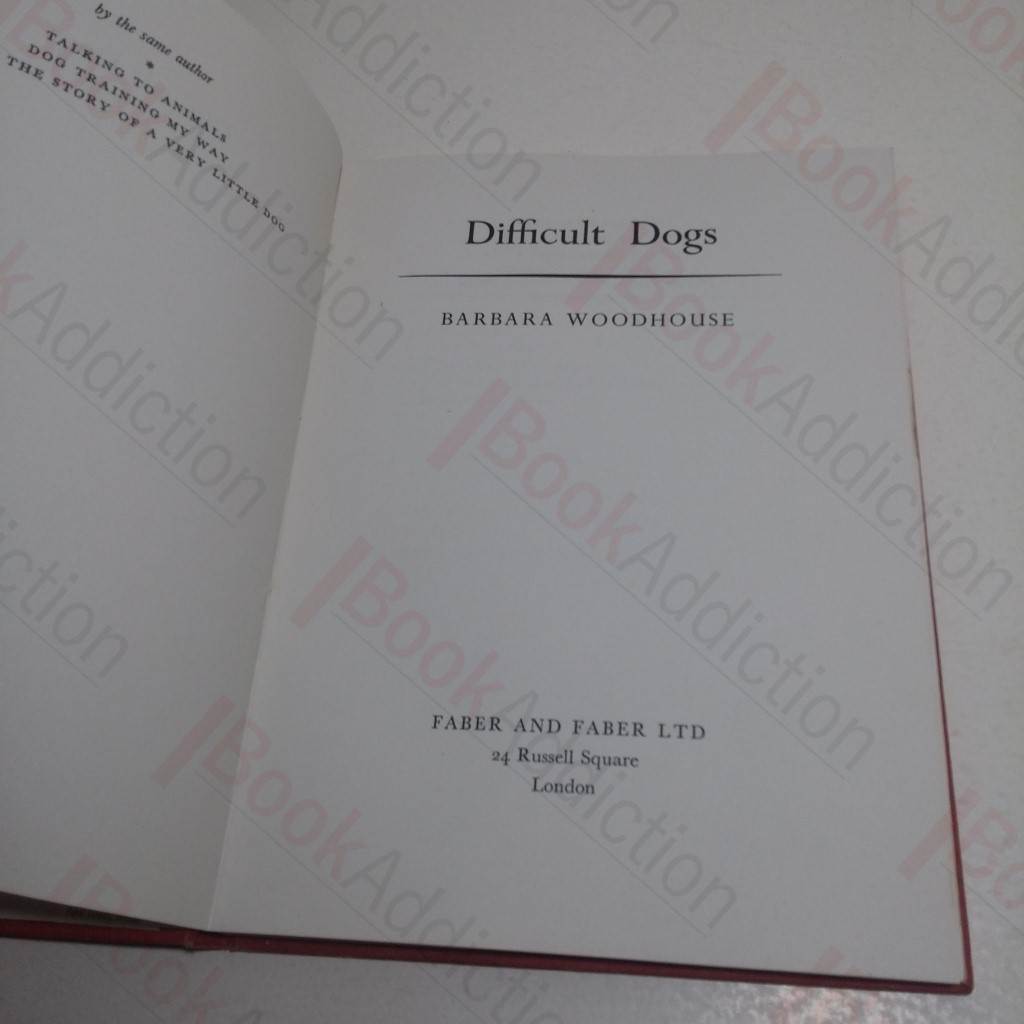 by the same author
*
TALKING TO ANIMALS
DOG TRAINING MY WAY
THE STORY OF A VERY LITTLE DOG
Difficult Dogs
BARBARA WOODHOUSE
FABER AND FABER LTD
24 Russell Square
London
BookAddiction